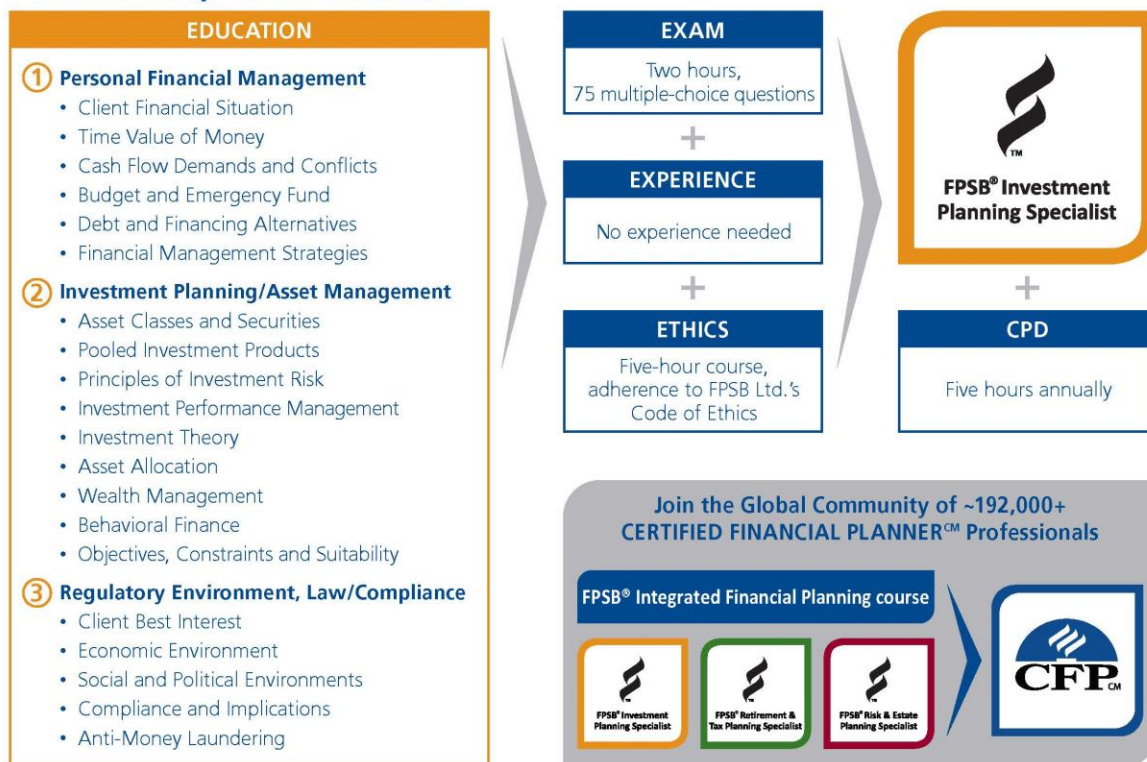 EDUCATION
① Personal Financial Management
• Client Financial Situation
• Time Value of Money
• Cash Flow Demands and Conflicts
• Budget and Emergency Fund
• Debt and Financing Alternatives
• Financial Management Strategies
② Investment Planning/Asset Management
• Asset Classes and Securities
• Pooled Investment Products
• Principles of Investment Risk
• Investment Performance Management
• Investment Theory
• Asset Allocation
• Wealth Management
• Behavioral Finance
• Objectives, Constraints and Suitability
③ Regulatory Environment, Law/Compliance
• Client Best Interest
• Economic Environment
• Social and Political Environments
• Compliance and Implications
• Anti-Money Laundering
EXAM
Two hours,
75 multiple-choice questions
+
EXPERIENCE
No experience needed
+
ETHICS
Five-hour course,
adherence to FPSB Ltd.'s
Code of Ethics
TM
FPSB® Investment
Planning Specialist
+
CPD
Five hours annually
Join the Global Community of ~192,000+
CERTIFIED FINANCIAL PLANNER℠ Professionals
FPSB® Integrated Financial Planning course
TM
FPSB® Investment
Planning Specialist
TM
FPSB® Retirement &
Tax Planning Specialist
TM
FPSB® Risk & Estate
Planning Specialist
CFP CM